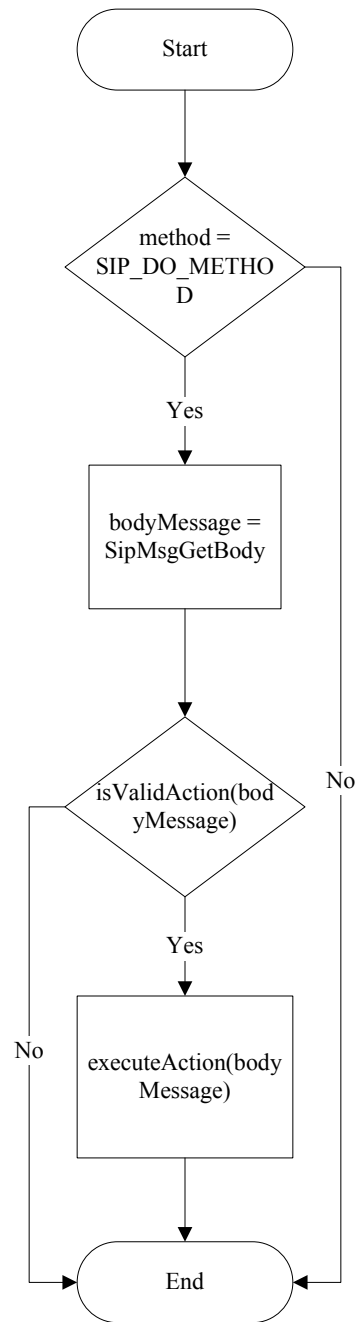 Start
method =
SIP_DO_METHO
D
Yes
bodyMessage =
SipMsgGetBody
isValidAction(bod
yMessage)
No
Yes
No
executeAction(body
Message)
End